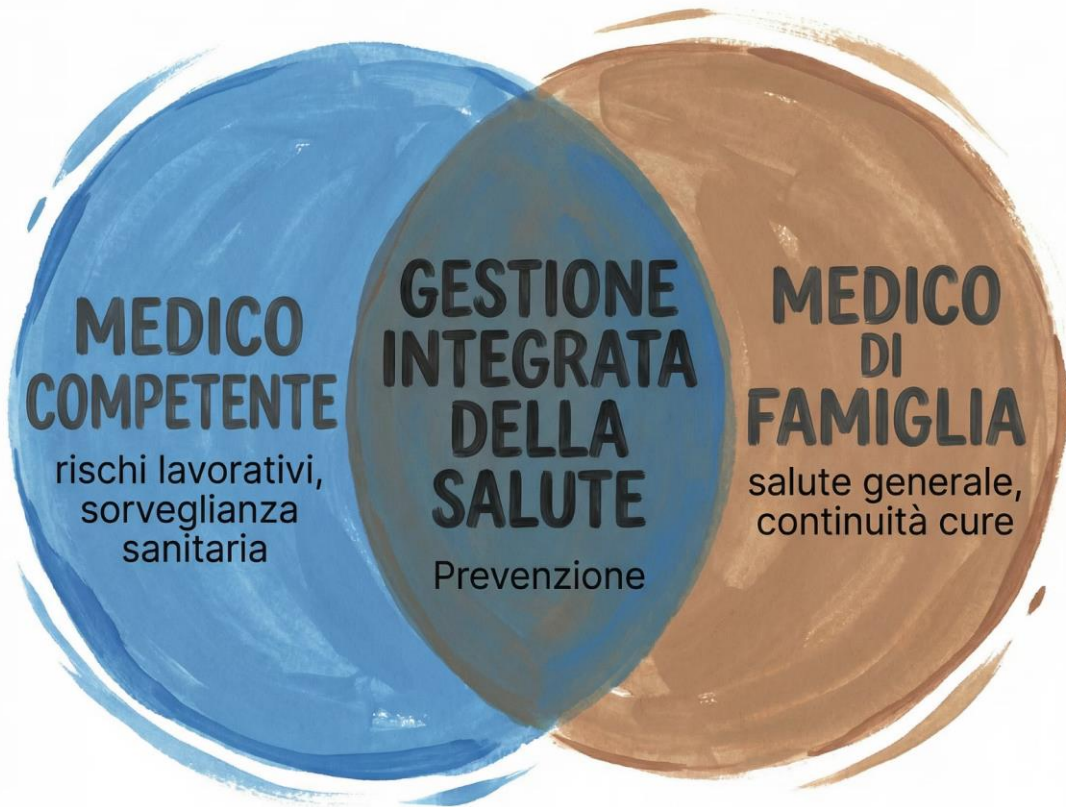 MEDICO
COMPETENTE
rischi lavorativi,
sorveglianza
sanitaria
GESTIONE
INTEGRATA
DELLA
SALUTE
Prevenzione
MEDICO
DI
FAMIGLIA
salute generale,
continuità cure